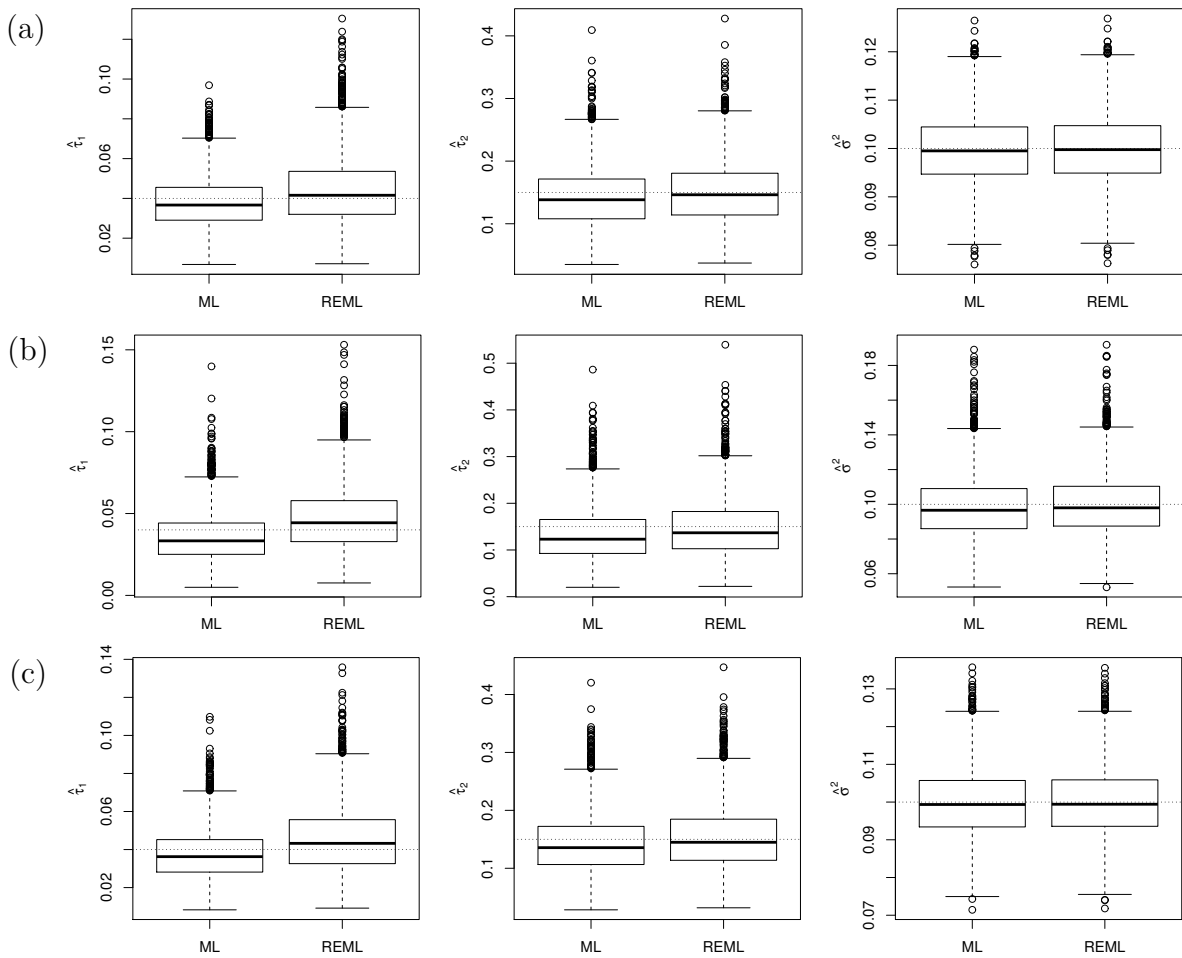 (a)
τ̂₁
0.02
0.06
0.10
ML
REML
τ̂₂
0.1
0.2
0.3
0.4
ML
REML
σ̂²
0.08
0.09
0.10
0.11
0.12
ML
REML
(b)
τ̂₁
0.00
0.05
0.10
0.15
ML
REML
τ̂₂
0.0
0.1
0.2
0.3
0.4
0.5
ML
REML
σ̂²
0.06
0.10
0.14
0.18
ML
REML
(c)
τ̂₁
0.02
0.06
0.10
0.14
ML
REML
τ̂₂
0.1
0.2
0.3
0.4
ML
REML
σ̂²
0.07
0.09
0.11
0.13
ML
REML